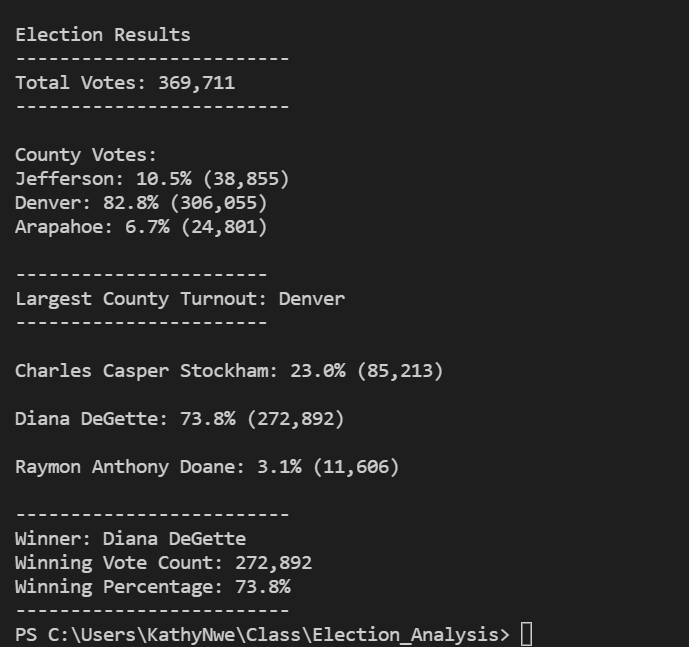 Election Results
-------------------------
Total Votes: 369,711
-------------------------
County Votes:
Jefferson: 10.5% (38,855)
Denver: 82.8% (306,055)
Arapahoe: 6.7% (24,801)
-----------------------
Largest County Turnout: Denver
-----------------------
Charles Casper Stockham: 23.0% (85,213)
Diana DeGette: 73.8% (272,892)
Raymon Anthony Doane: 3.1% (11,606)
-------------------------
Winner: Diana DeGette
Winning Vote Count: 272,892
Winning Percentage: 73.8%
-------------------------
PS C:\Users\KathyNwe\Class\Election_Analysis>